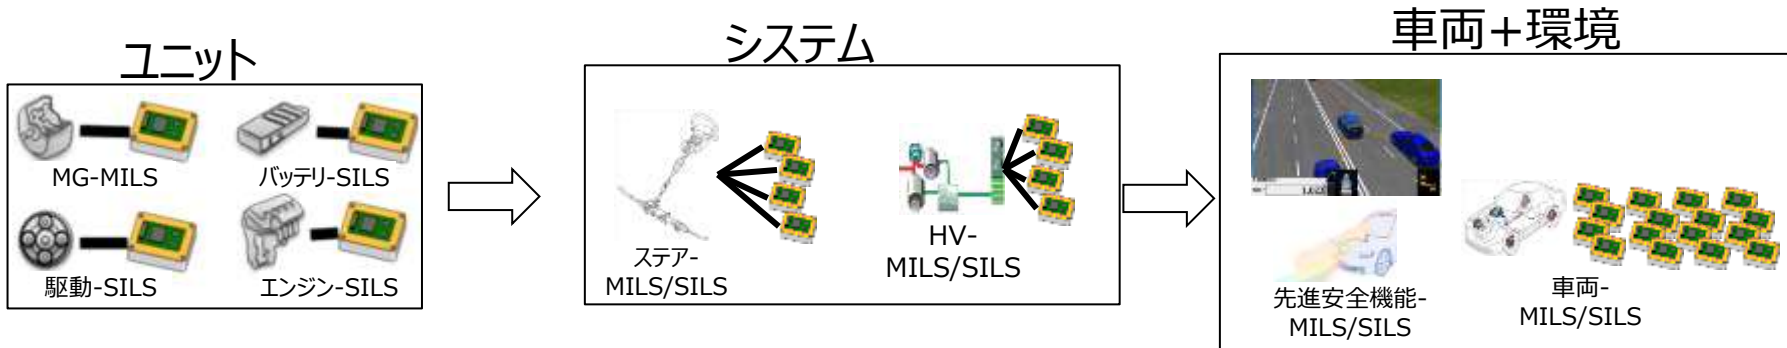 ユニット
MG-MILS
バッテリ-SILS
駆動-SILS
エンジン-SILS
システム
ステア-
MILS/SILS
HV-
MILS/SILS
車両+環境
先進安全機能-
MILS/SILS
車両-
MILS/SILS